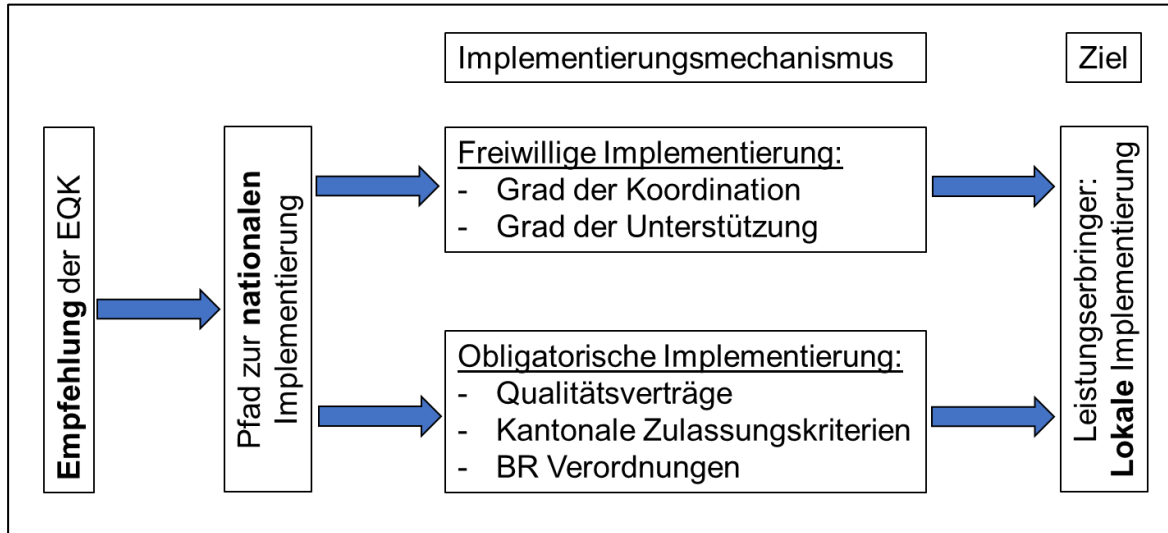 Implementierungsmechanismus
Ziel
Empfehlung der EQK
Pfad zur nationalen
Implementierung
Freiwillige Implementierung:
- Grad der Koordination
- Grad der Unterstützung
Obligatorische Implementierung:
- Qualitätsverträge
- Kantonale Zulassungskriterien
- BR Verordnungen
Leistungserbringer:
Lokale Implementierung